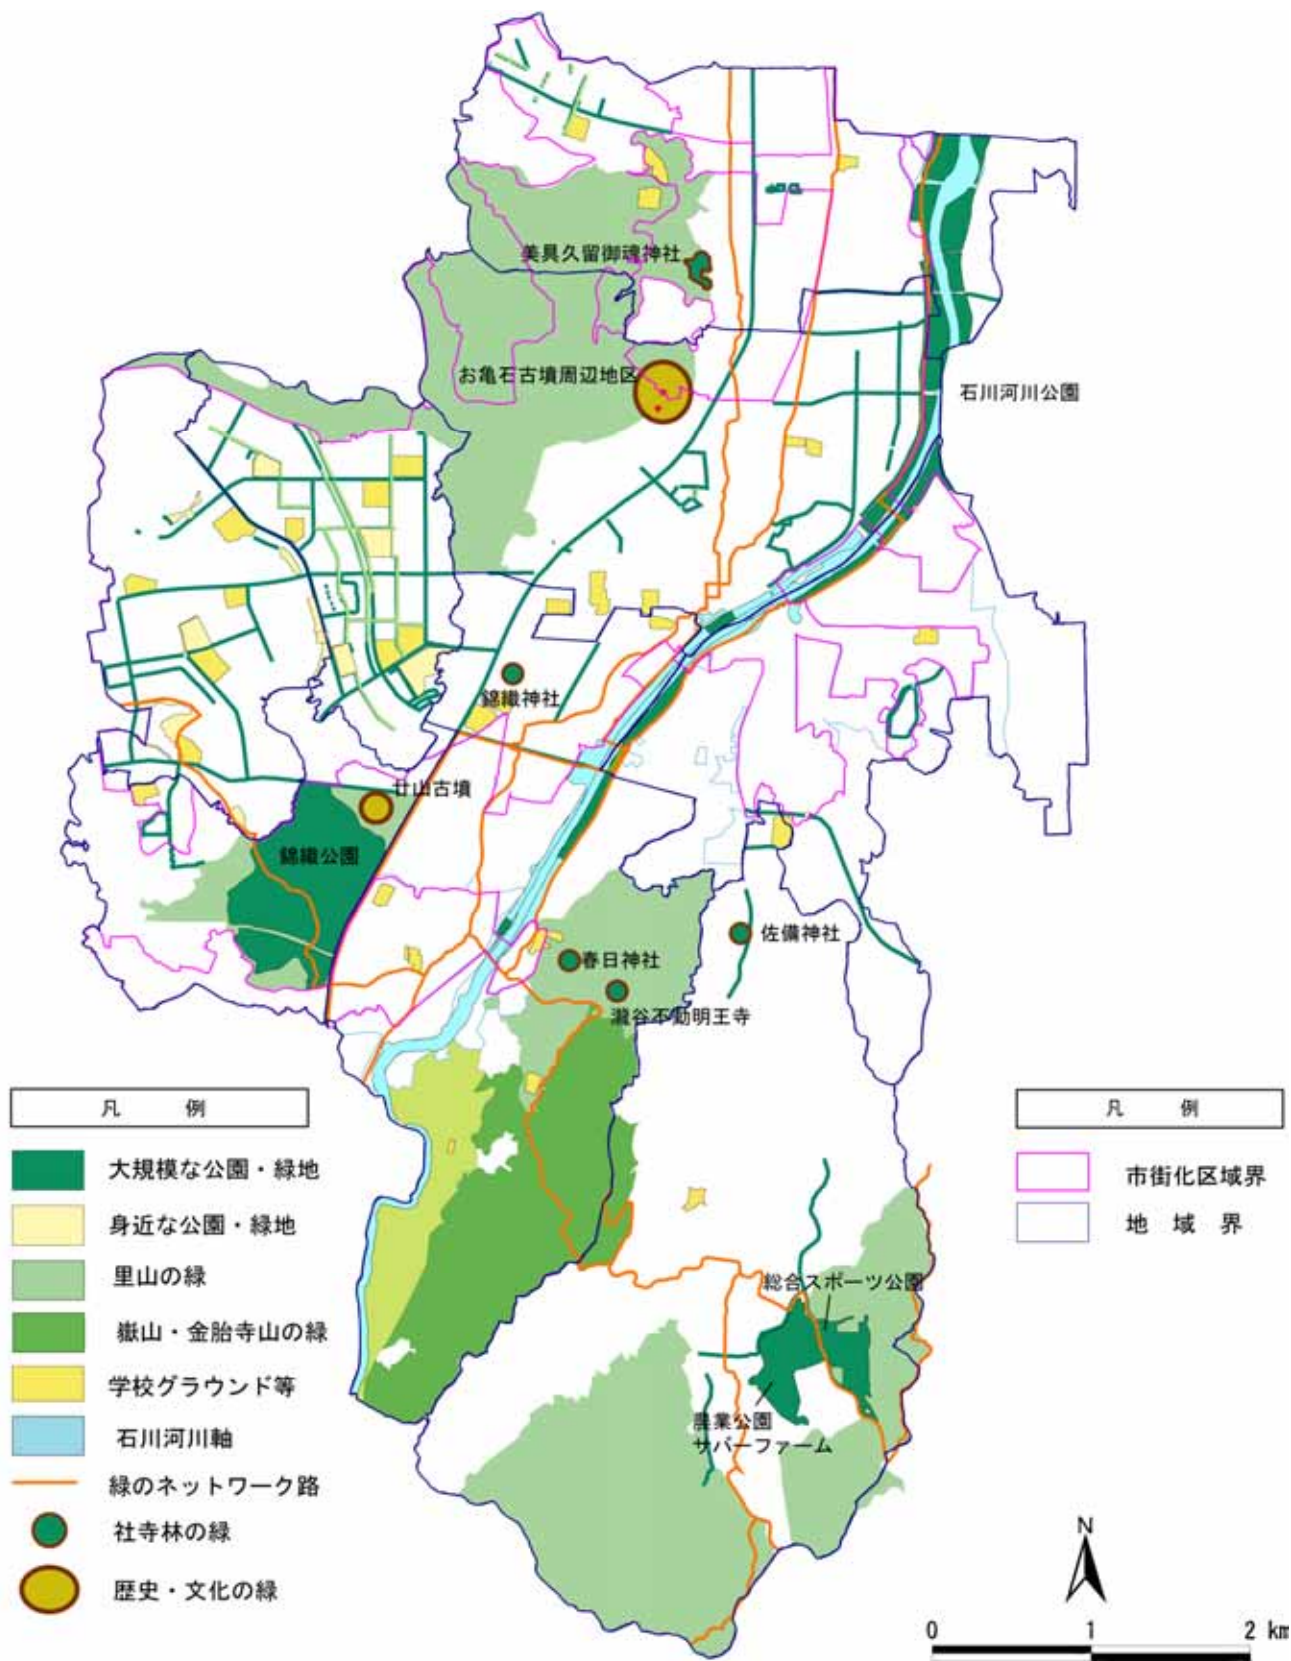 美具久留御魂神社
お亀石古墳周辺地区
石川河川公園
錦織神社
廿山古墳
錦織公園
佐備神社
春日神社
瀧谷不動明王寺
総合スポーツ公園
農業公園
サバーファーム
凡 例
大規模な公園・緑地
身近な公園・緑地
里山の緑
嶽山・金胎寺山の緑
学校グラウンド等
石川河川軸
緑のネットワーク路
社寺林の緑
歴史・文化の緑
凡 例
市街化区域界
地 域 界
N
0 1 2 km